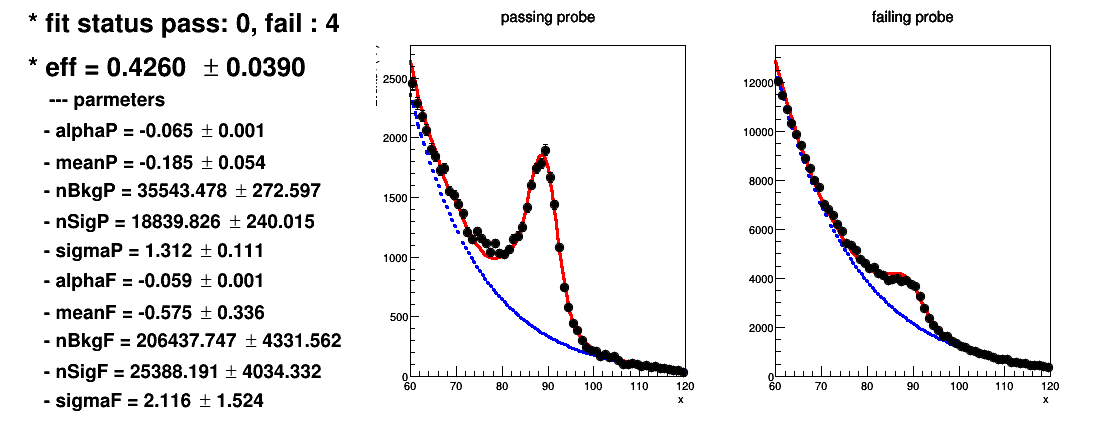 * fit status pass: 0, fail : 4
* eff = 0.4260 ± 0.0390
--- parmeters
- alphaP = -0.065 ± 0.001
- meanP = -0.185 ± 0.054
- nBkgP = 35543.478 ± 272.597
- nSigP = 18839.826 ± 240.015
- sigmaP = 1.312 ± 0.111
- alphaF = -0.059 ± 0.001
- meanF = -0.575 ± 0.336
- nBkgF = 206437.747 ± 4331.562
- nSigF = 25388.191 ± 4034.332
- sigmaF = 2.116 ± 1.524
passing probe
2500
2000
1500
1000
500
0
60 70 80 90 100 110 120
x
failing probe
12000
10000
8000
6000
4000
2000
0
60 70 80 90 100 110 120
x